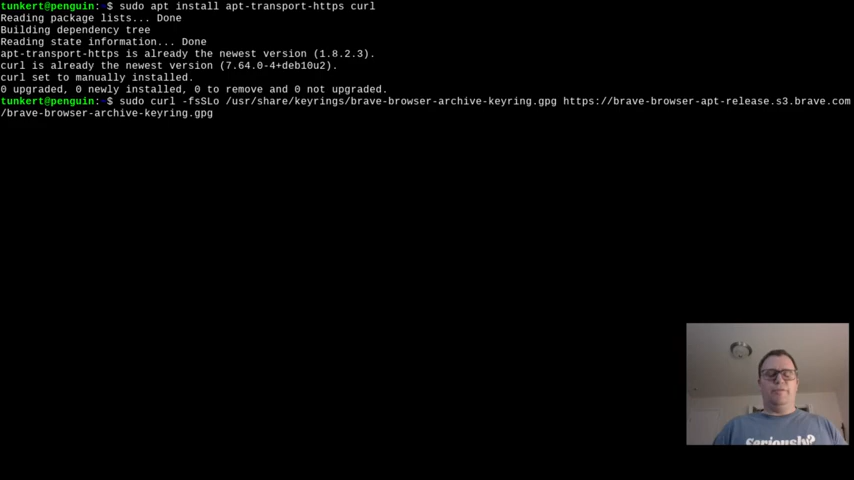 tunkert@penguin:~$ sudo apt install apt-transport-https curl
Reading package lists... Done
Building dependency tree
Reading state information... Done
apt-transport-https is already the newest version (1.8.2.3).
curl is already the newest version (7.64.0-4+deb10u2).
curl set to manually installed.
0 upgraded, 0 newly installed, 0 to remove and 0 not upgraded.
tunkert@penguin:~$ sudo curl -fsSLo /usr/share/keyrings/brave-browser-archive-keyring.gpg https://brave-browser-apt-release.s3.brave.com
/brave-browser-archive-keyring.gpg
Seriously?